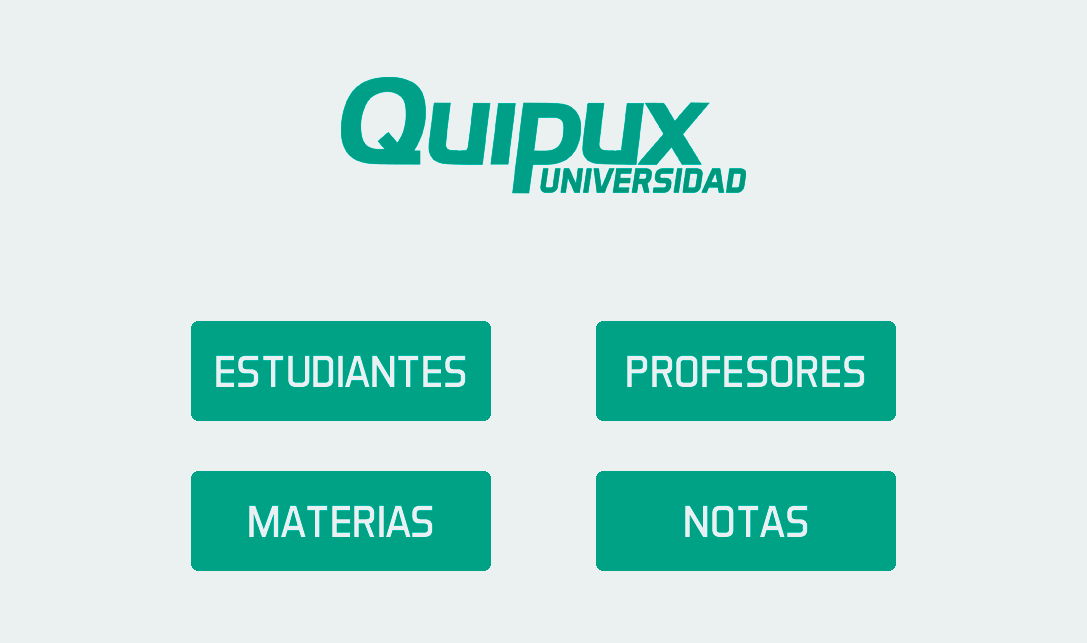 Quipux
UNIVERSIDAD
ESTUDIANTES
PROFESORES
MATERIAS
NOTAS